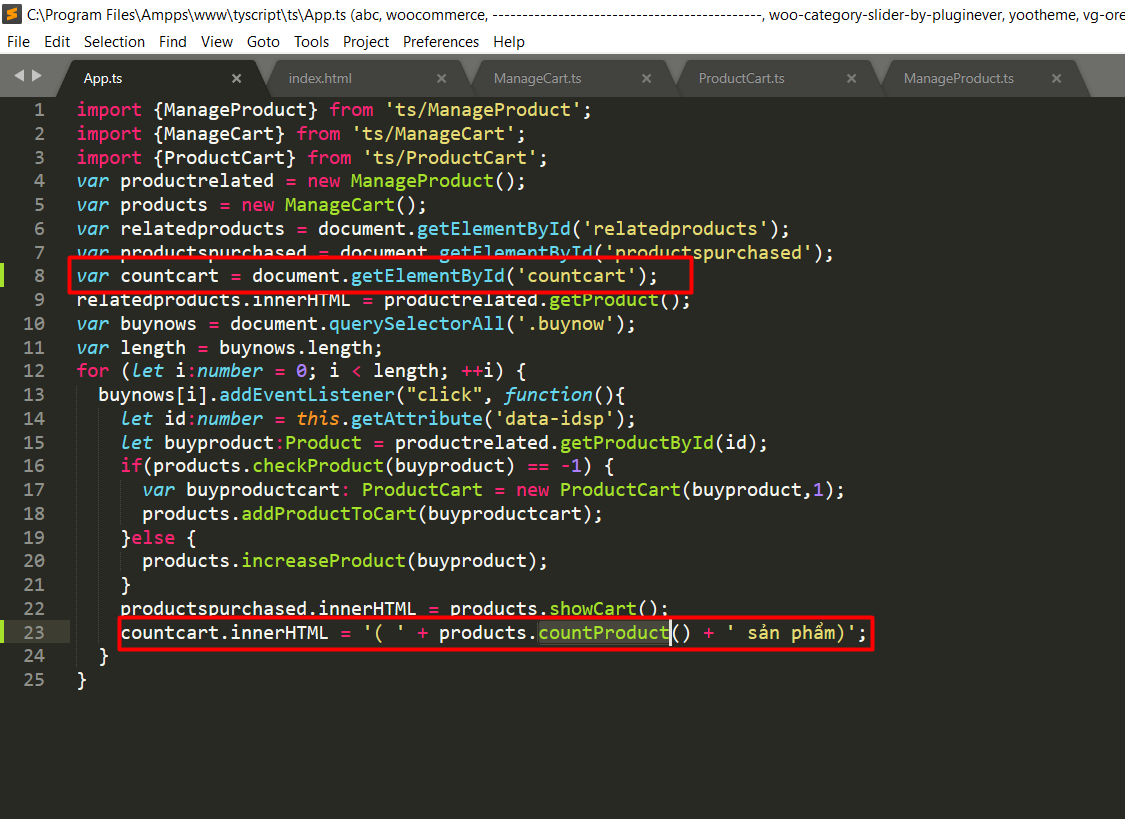 C:\Program Files\Ampps\www\tyscript\ts\App.ts (abc, woocommerce, ---------------------------------------------, woo-category-slider-by-pluginever, yootheme, vg-ore
File Edit Selection Find View Goto Tools Project Preferences Help
App.ts index.html ManageCart.ts ProductCart.ts ManageProduct.ts
1 import {ManageProduct} from 'ts/ManageProduct';
2 import {ManageCart} from 'ts/ManageCart';
3 import {ProductCart} from 'ts/ProductCart';
4 var productrelated = new ManageProduct();
5 var products = new ManageCart();
6 var relatedproducts = document.getElementById('relatedproducts');
7 var productspurchased = document.getElementById('productspurchased');
8 var countcart = document.getElementById('countcart');
9 relatedproducts.innerHTML = productrelated.getProduct();
10 var buynows = document.querySelectorAll('.buynow');
11 var length = buynows.length;
12 for (let i:number = 0; i < length; ++i) {
13 buynows[i].addEventListener("click", function(){
14 let id:number = this.getAttribute('data-idsp');
15 let buyproduct:Product = productrelated.getProductById(id);
16 if(products.checkProduct(buyproduct) == -1) {
17 var buyproductcart: ProductCart = new ProductCart(buyproduct,1);
18 products.addProductToCart(buyproductcart);
19 }else {
20 products.increaseProduct(buyproduct);
21 }
22 productspurchased.innerHTML = products.showCart();
23 countcart.innerHTML = '( ' + products.countProduct() + ' sản phẩm)';
24 }
25 }